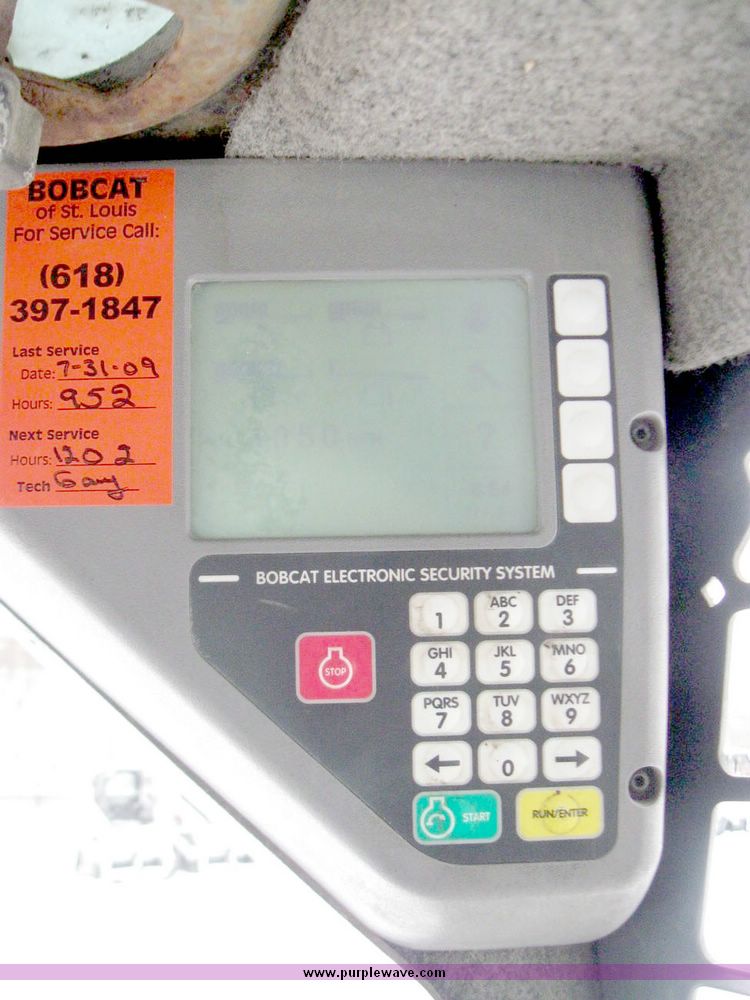 BOBCAT
of St. Louis
For Service Call:
(618)
397-1847
Last Service
Date: 7-31-09
Hours: 952
Next Service
Hours: 1202
Tech Gary
BOBCAT ELECTRONIC SECURITY SYSTEM
1 ABC 2 DEF 3
GHI 4 JKL 5 MNO 6
STOP
PQRS 7 TUV 8 WXYZ 9
0
START RUN/ENTER
www.purplewave.com